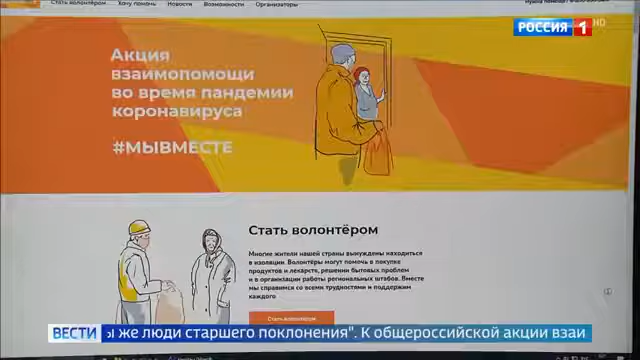 Стать волонтёром Хочу помочь Новости Возможности Организаторы
РОССИЯ 1 HD
Акция
взаимопомощи
во время пандемии
коронавируса
#МЫВМЕСТЕ
Стать волонтёром
Многие жители нашей страны вынуждены находиться
в изоляции. Волонтёры могут помочь в покупке
продуктов и лекарств, решении бытовых проблем
и в организации работы региональных штабов. Вместе
мы справимся со всеми трудностями и поддержим
каждого
Стать волонтёром
ВЕСТИ
ы же люди старшего поклонения". К общероссийской акции взаи